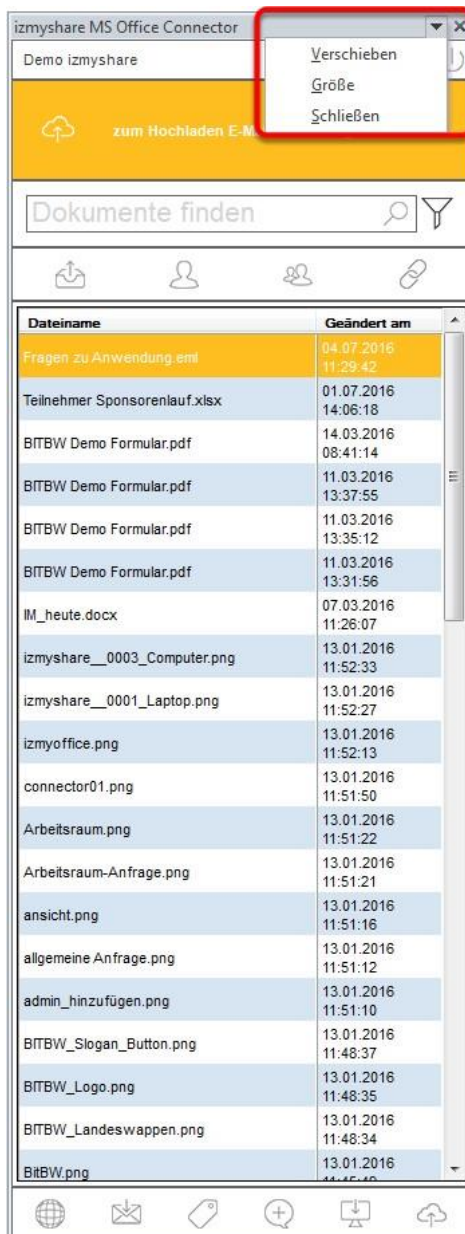 izmyshare MS Office Connector
Demo izmyshare
Verschieben
Größe
Schließen
zum Hochladen E-M
Dokumente finden
Dateiname Geändert am
Fragen zu Anwendung.eml 04.07.2016 11:29:42
Teilnehmer Sponsorenlauf.xlsx 01.07.2016 14:06:18
BITBW Demo Formular.pdf 14.03.2016 08:41:14
BITBW Demo Formular.pdf 11.03.2016 13:37:55
BITBW Demo Formular.pdf 11.03.2016 13:35:12
BITBW Demo Formular.pdf 11.03.2016 13:31:56
IM_heute.docx 07.03.2016 11:26:07
izmyshare__0003_Computer.png 13.01.2016 11:52:33
izmyshare__0001_Laptop.png 13.01.2016 11:52:27
izmyoffice.png 13.01.2016 11:52:13
connector01.png 13.01.2016 11:51:50
Arbeitsraum.png 13.01.2016 11:51:22
Arbeitsraum-Anfrage.png 13.01.2016 11:51:21
ansicht.png 13.01.2016 11:51:16
allgemeine Anfrage.png 13.01.2016 11:51:12
admin_hinzufügen.png 13.01.2016 11:51:10
BITBW_Slogan_Button.png 13.01.2016 11:48:37
BITBW_Logo.png 13.01.2016 11:48:35
BITBW_Landeswappen.png 13.01.2016 11:48:34
BitBW.png 13.01.2016